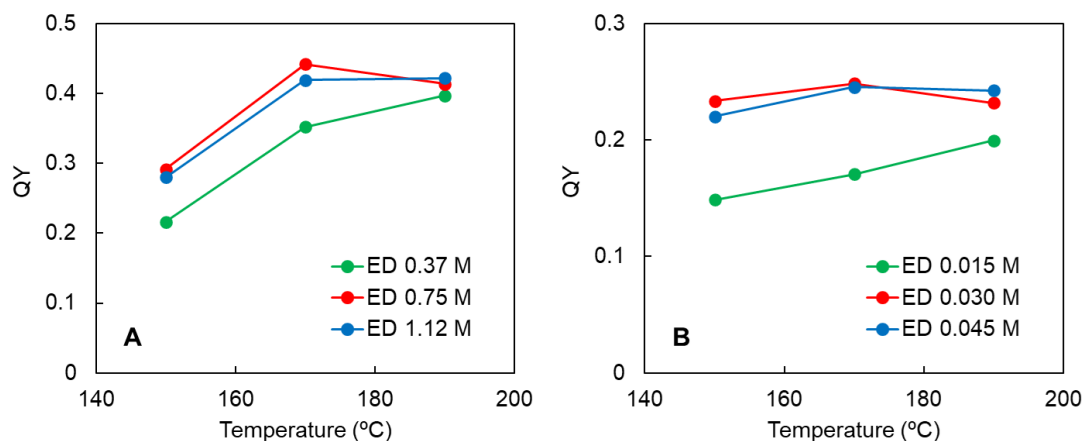 0.5
0.4
0.3
0.2
0.1
0
QY
140
160
180
200
Temperature (ºC)
ED 0.37 M
ED 0.75 M
ED 1.12 M
A
0.3
0.2
0.1
0
QY
140
160
180
200
Temperature (ºC)
ED 0.015 M
ED 0.030 M
ED 0.045 M
B